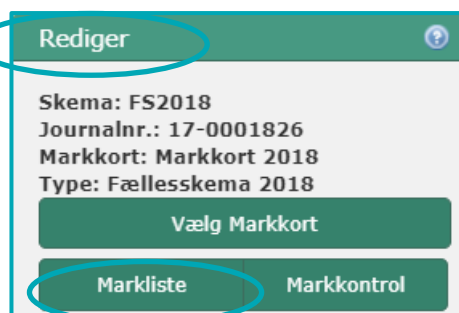 Rediger
Skema: FS2018
Journalnr.: 17-0001826
Markkort: Markkort 2018
Type: Fællesskema 2018
Vælg Markkort
Markliste Markkontrol